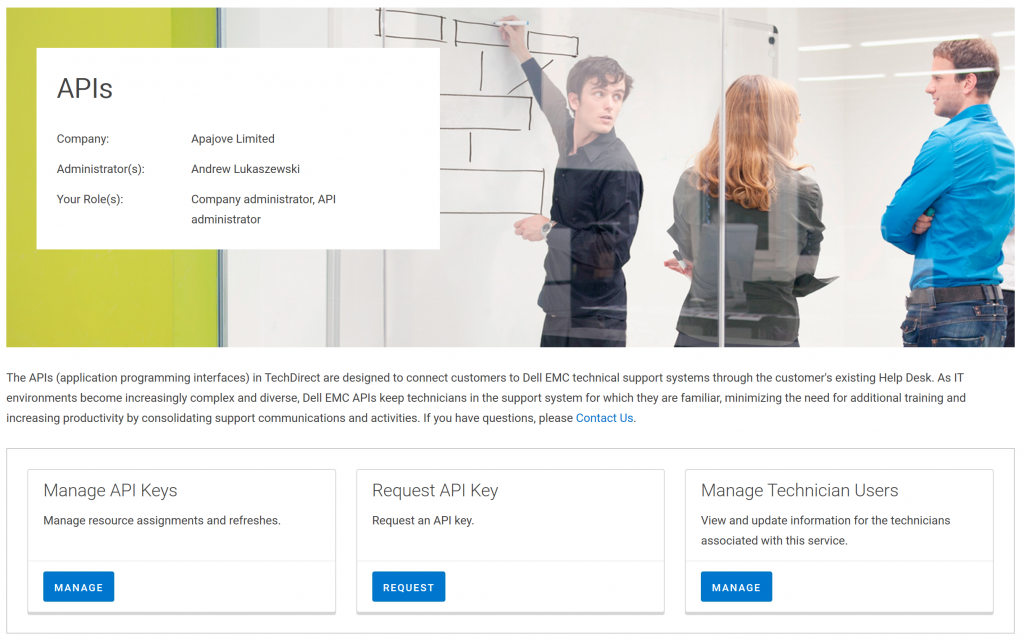 APIs
Company: Apajove Limited
Administrator(s): Andrew Lukaszewski
Your Role(s): Company administrator, API
administrator
The APIs (application programming interfaces) in TechDirect are designed to connect customers to Dell EMC technical support systems through the customer's existing Help Desk. As IT
environments become increasingly complex and diverse, Dell EMC APIs keep technicians in the support system for which they are familiar, minimizing the need for additional training and
increasing productivity by consolidating support communications and activities. If you have questions, please Contact Us.
Manage API Keys
Manage resource assignments and refreshes.
MANAGE
Request API Key
Request an API key.
REQUEST
Manage Technician Users
View and update information for the technicians
associated with this service.
MANAGE